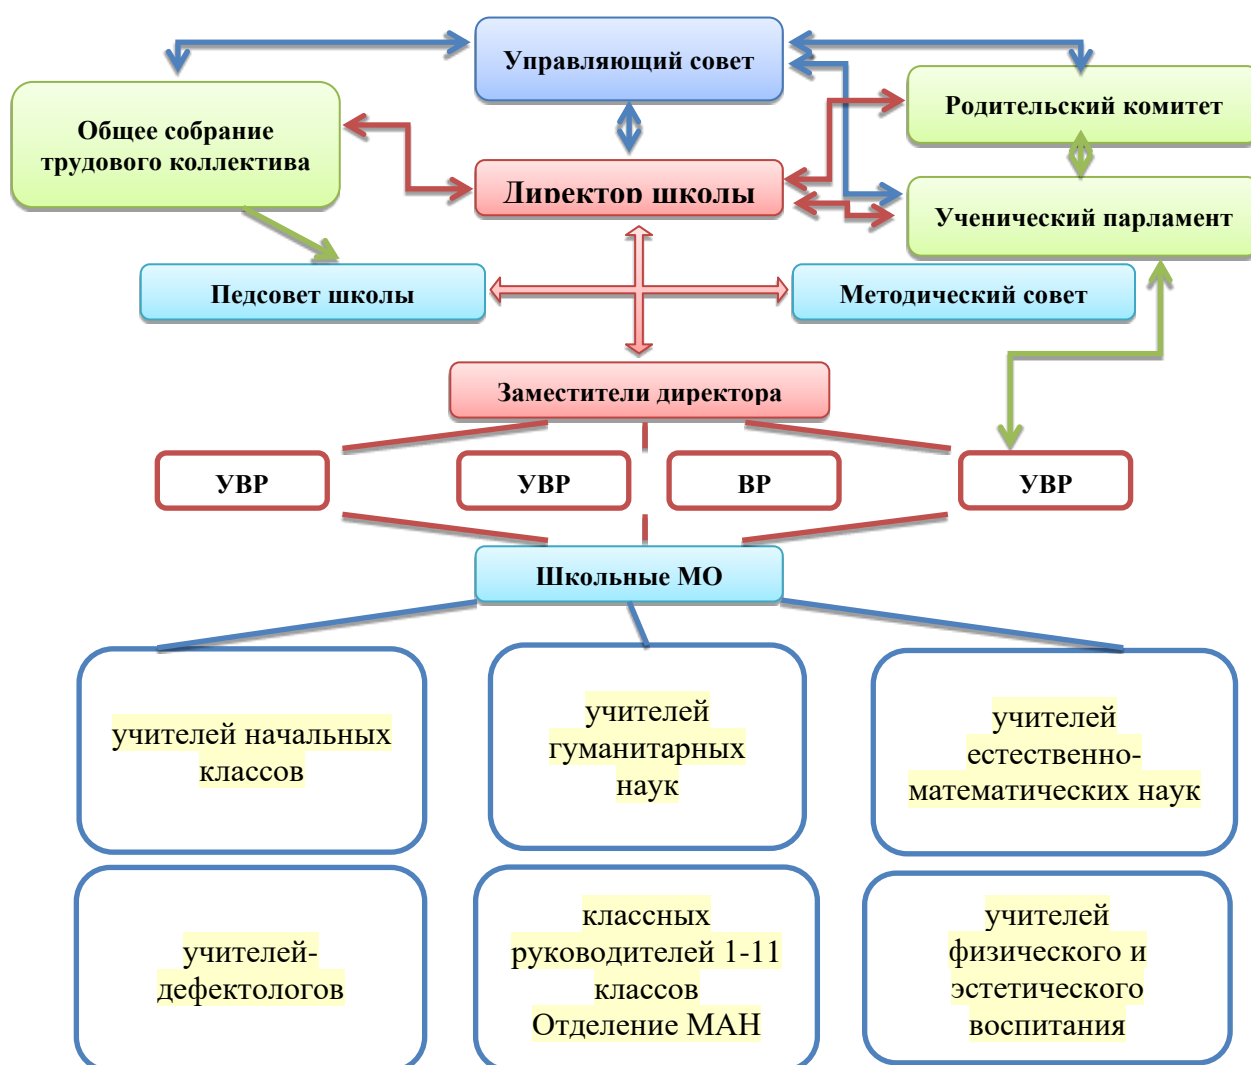 Управляющий совет
Родительский комитет
Общее собрание
трудового коллектива
Директор школы
Ученический парламент
Педсовет школы
Методический совет
Заместители директора
УВР
УВР
ВР
УВР
Школьные МО
учителей начальных
классов
учителей
гуманитарных
наук
учителей
естественно-
математических наук
учителей-
дефектологов
классных
руководителей 1-11
классов
Отделение МАН
учителей
физического и
эстетического
воспитания